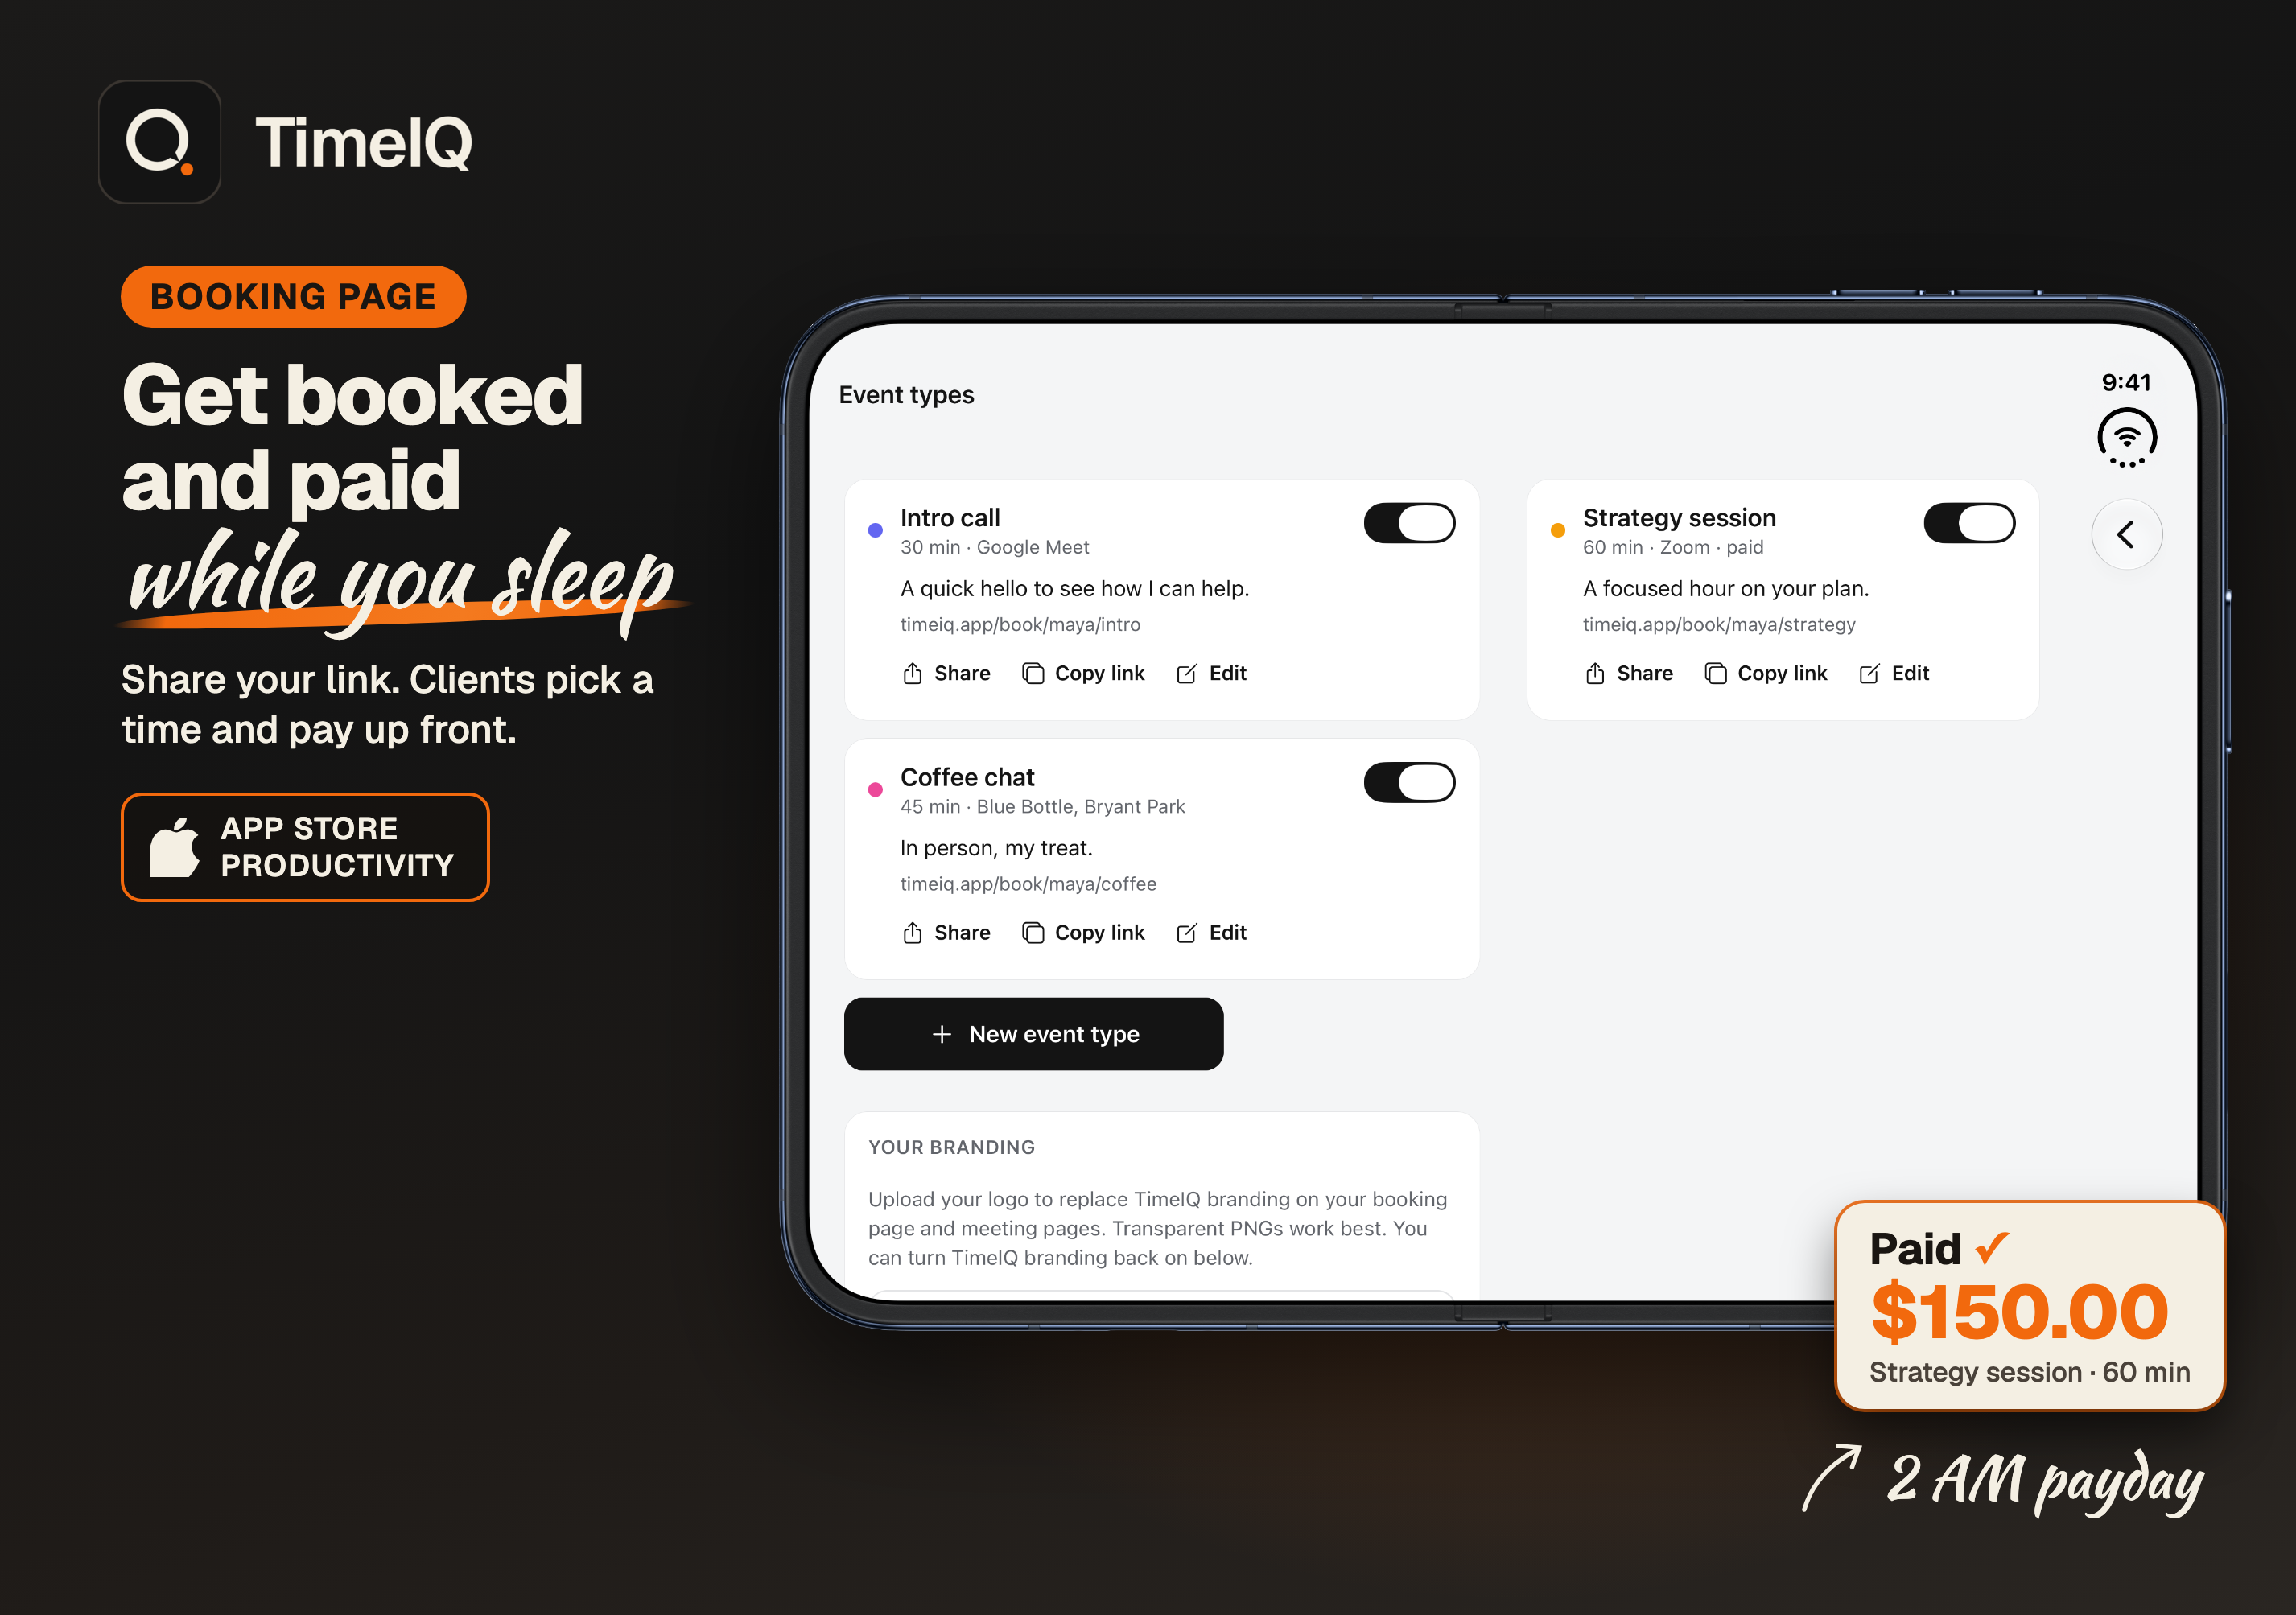 TimeIQ
BOOKING PAGE
Get booked
and paid
while you sleep
Share your link. Clients pick a
time and pay up front.
APP STORE
PRODUCTIVITY
Event types
9:41
Intro call
30 min · Google Meet
A quick hello to see how I can help.
timeiq.app/book/maya/intro
Share Copy link Edit
Strategy session
60 min · Zoom · paid
A focused hour on your plan.
timeiq.app/book/maya/strategy
Share Copy link Edit
Coffee chat
45 min · Blue Bottle, Bryant Park
In person, my treat.
timeiq.app/book/maya/coffee
Share Copy link Edit
+ New event type
YOUR BRANDING
Upload your logo to replace TimeIQ branding on your booking
page and meeting pages. Transparent PNGs work best. You
can turn TimeIQ branding back on below.
Paid ✓
$150.00
Strategy session · 60 min
2 AM payday